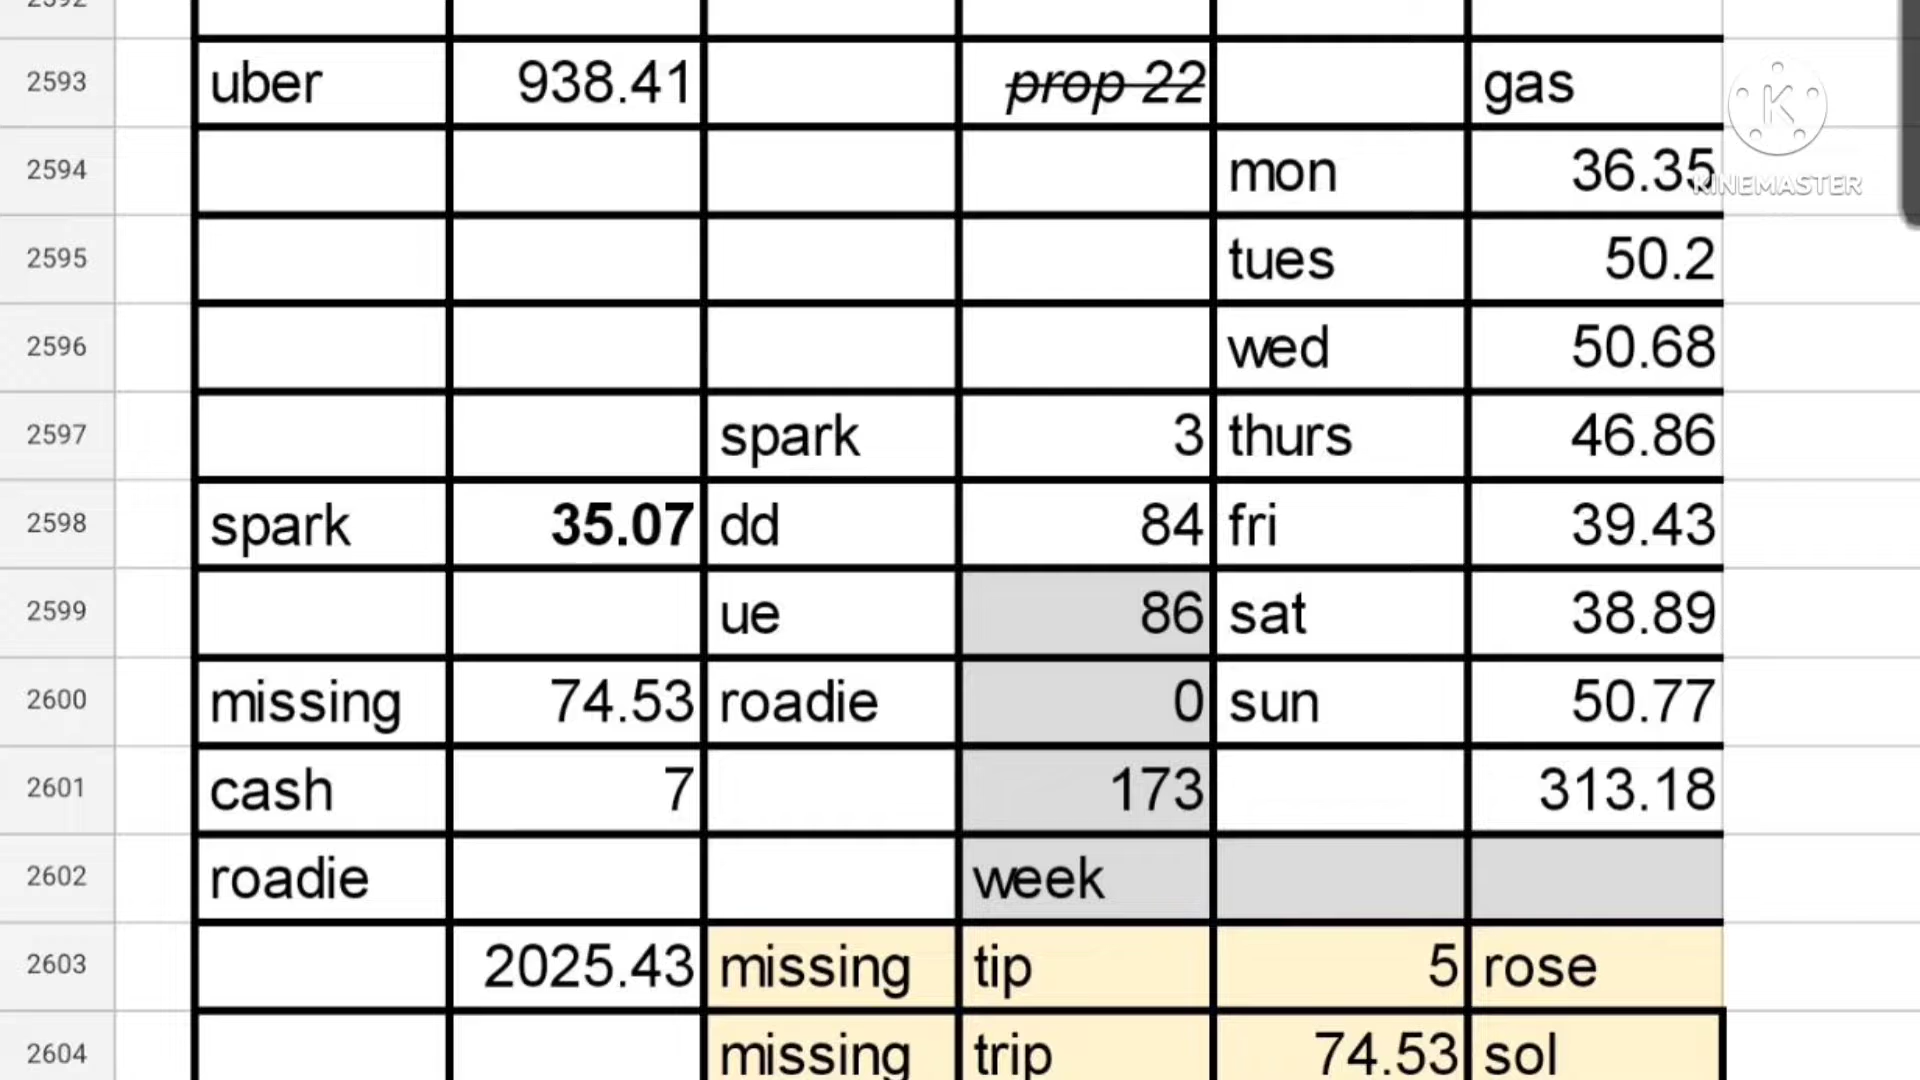 2592
2593 uber 938.41 prop 22 gas
2594 mon 36.35
2595 tues 50.2
2596 wed 50.68
2597 spark 3 thurs 46.86
2598 spark 35.07 dd 84 fri 39.43
2599 ue 86 sat 38.89
2600 missing 74.53 roadie 0 sun 50.77
2601 cash 7 173 313.18
2602 roadie week
2603 2025.43 missing tip 5 rose
2604 missing trip 74.53 sol
K
KINEMASTER